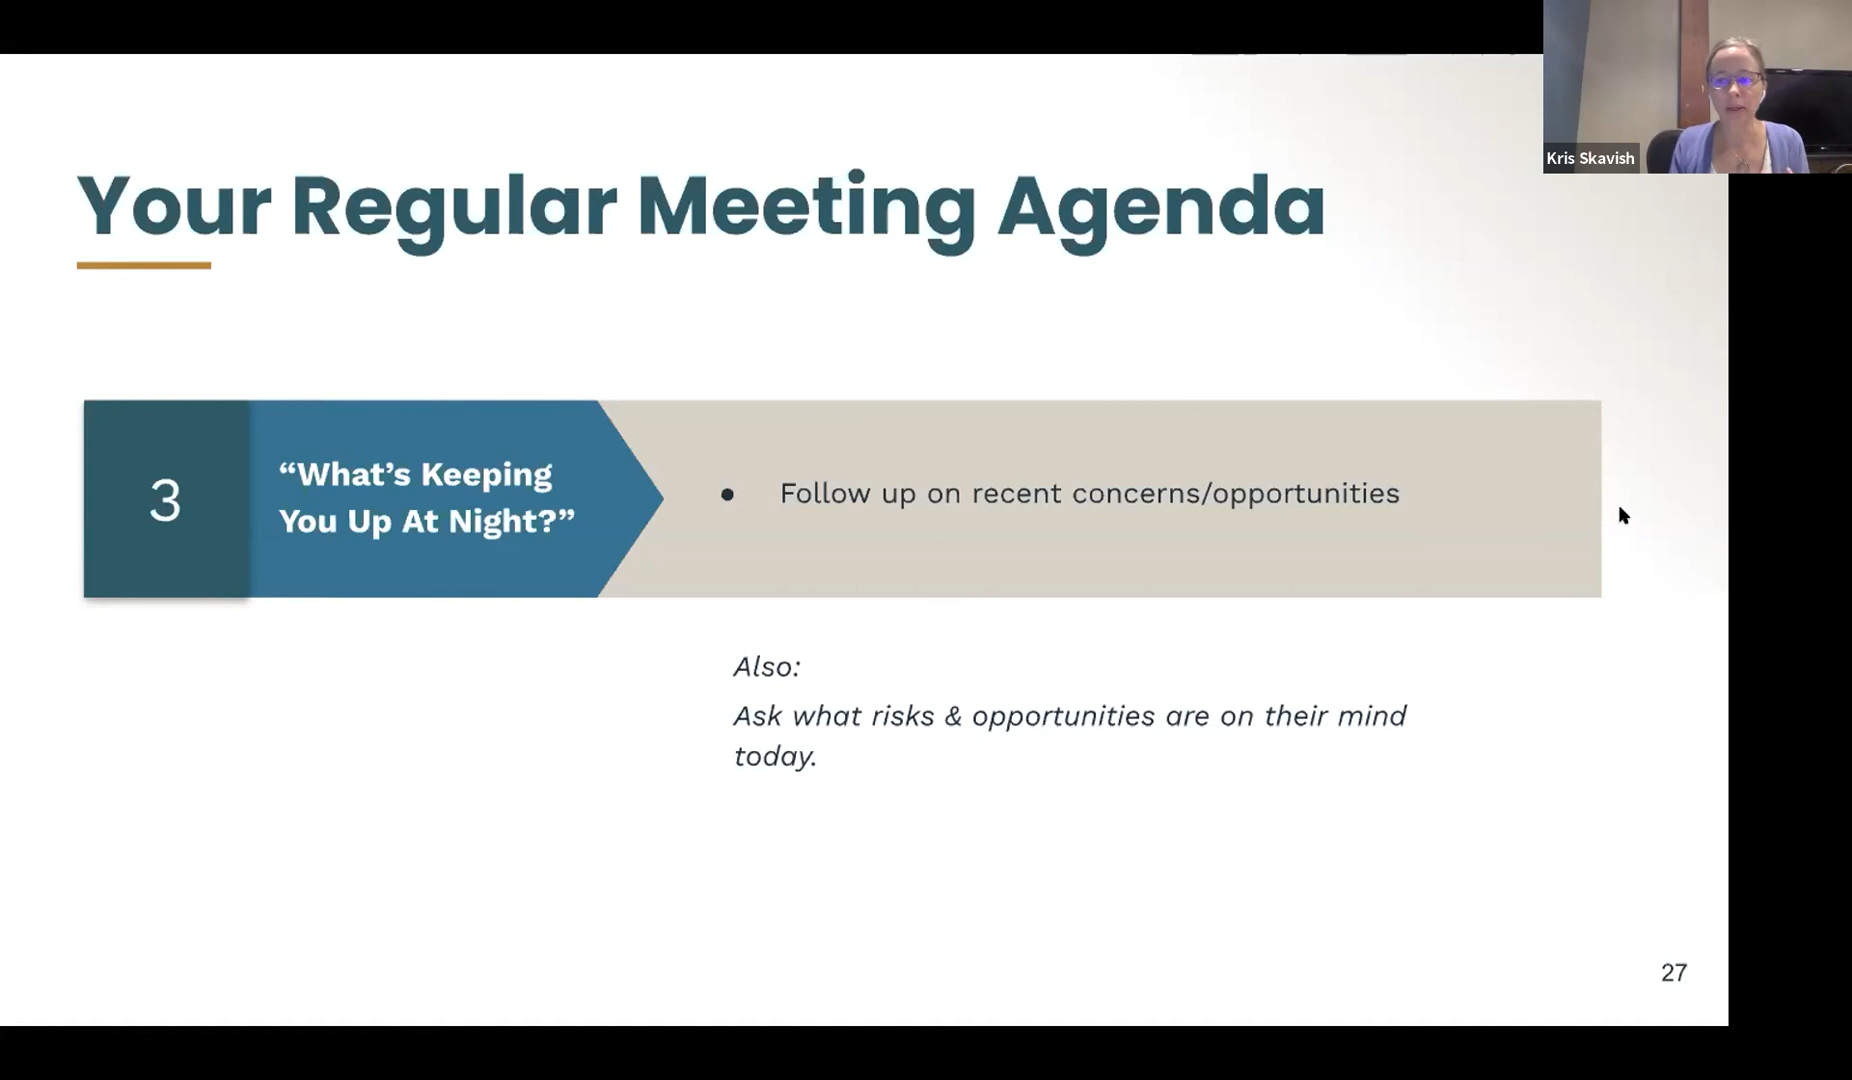 Kris Skavish
Your Regular Meeting Agenda
3
“What’s Keeping
You Up At Night?”
● Follow up on recent concerns/opportunities
Also:
Ask what risks & opportunities are on their mind
today.
27